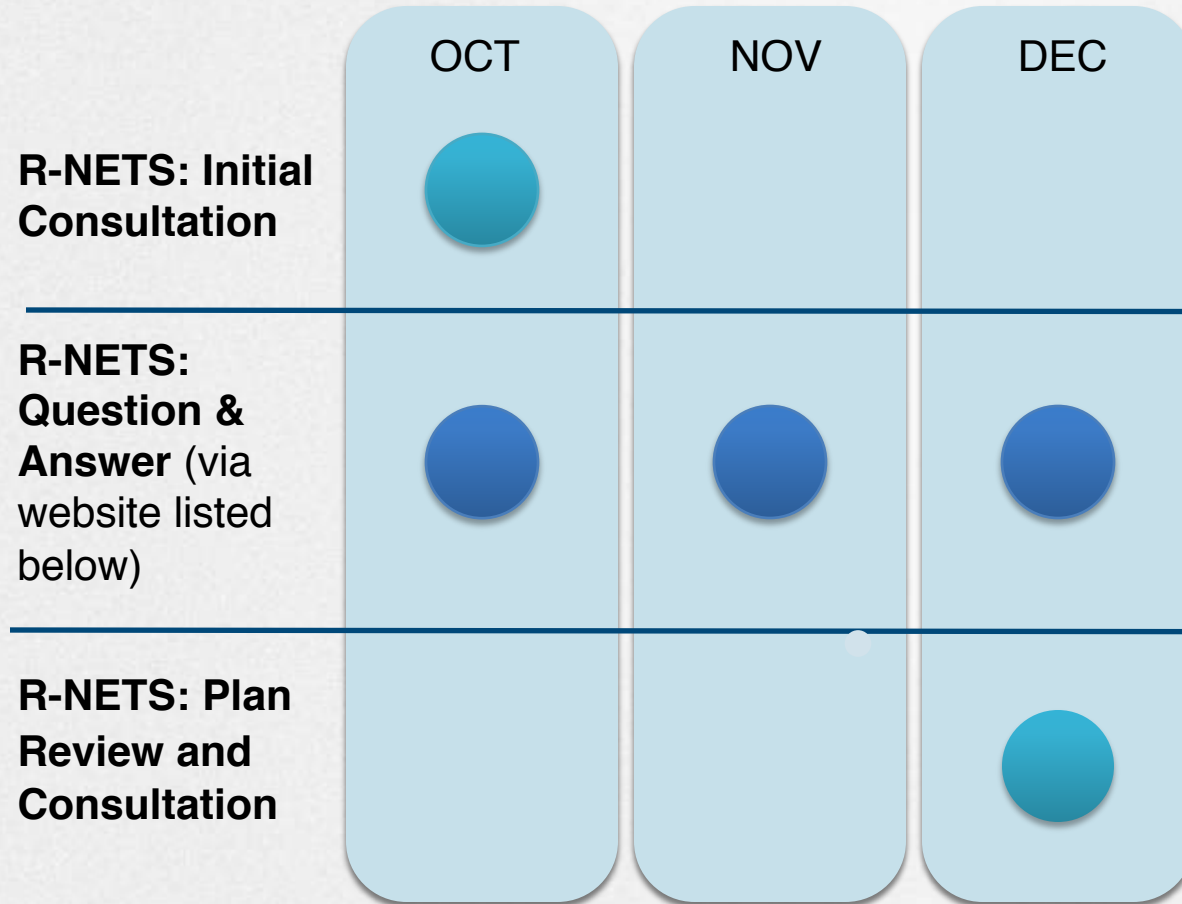 OCT NOV DEC
R-NETS: Initial
Consultation
R-NETS:
Question &
Answer (via
website listed
below)
R-NETS: Plan
Review and
Consultation